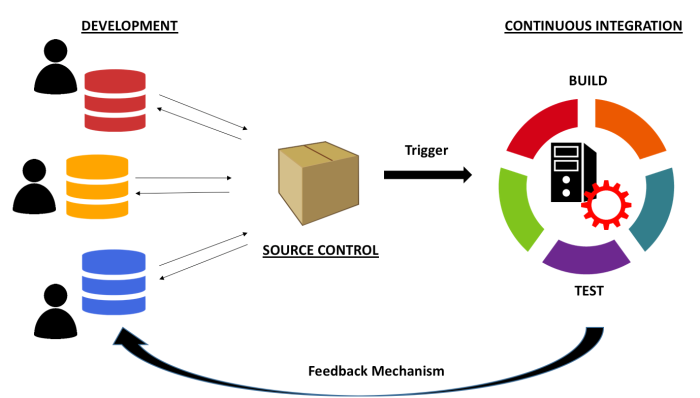 DEVELOPMENT
CONTINUOUS INTEGRATION
BUILD
Trigger
SOURCE CONTROL
TEST
Feedback Mechanism